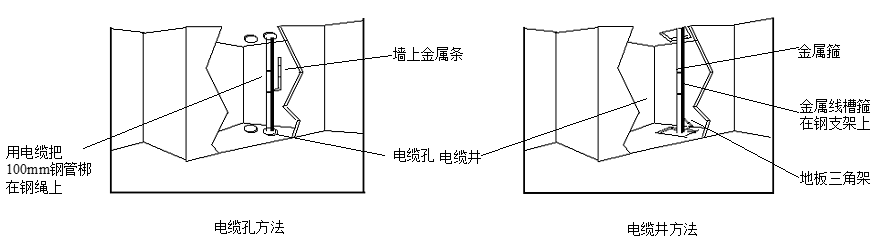 墙上金属条
用电缆把
100mm钢管梆
在钢绳上
电缆孔
电缆孔方法
金属箍
金属线槽箍
在钢支架上
电缆井
地板三角架
电缆井方法